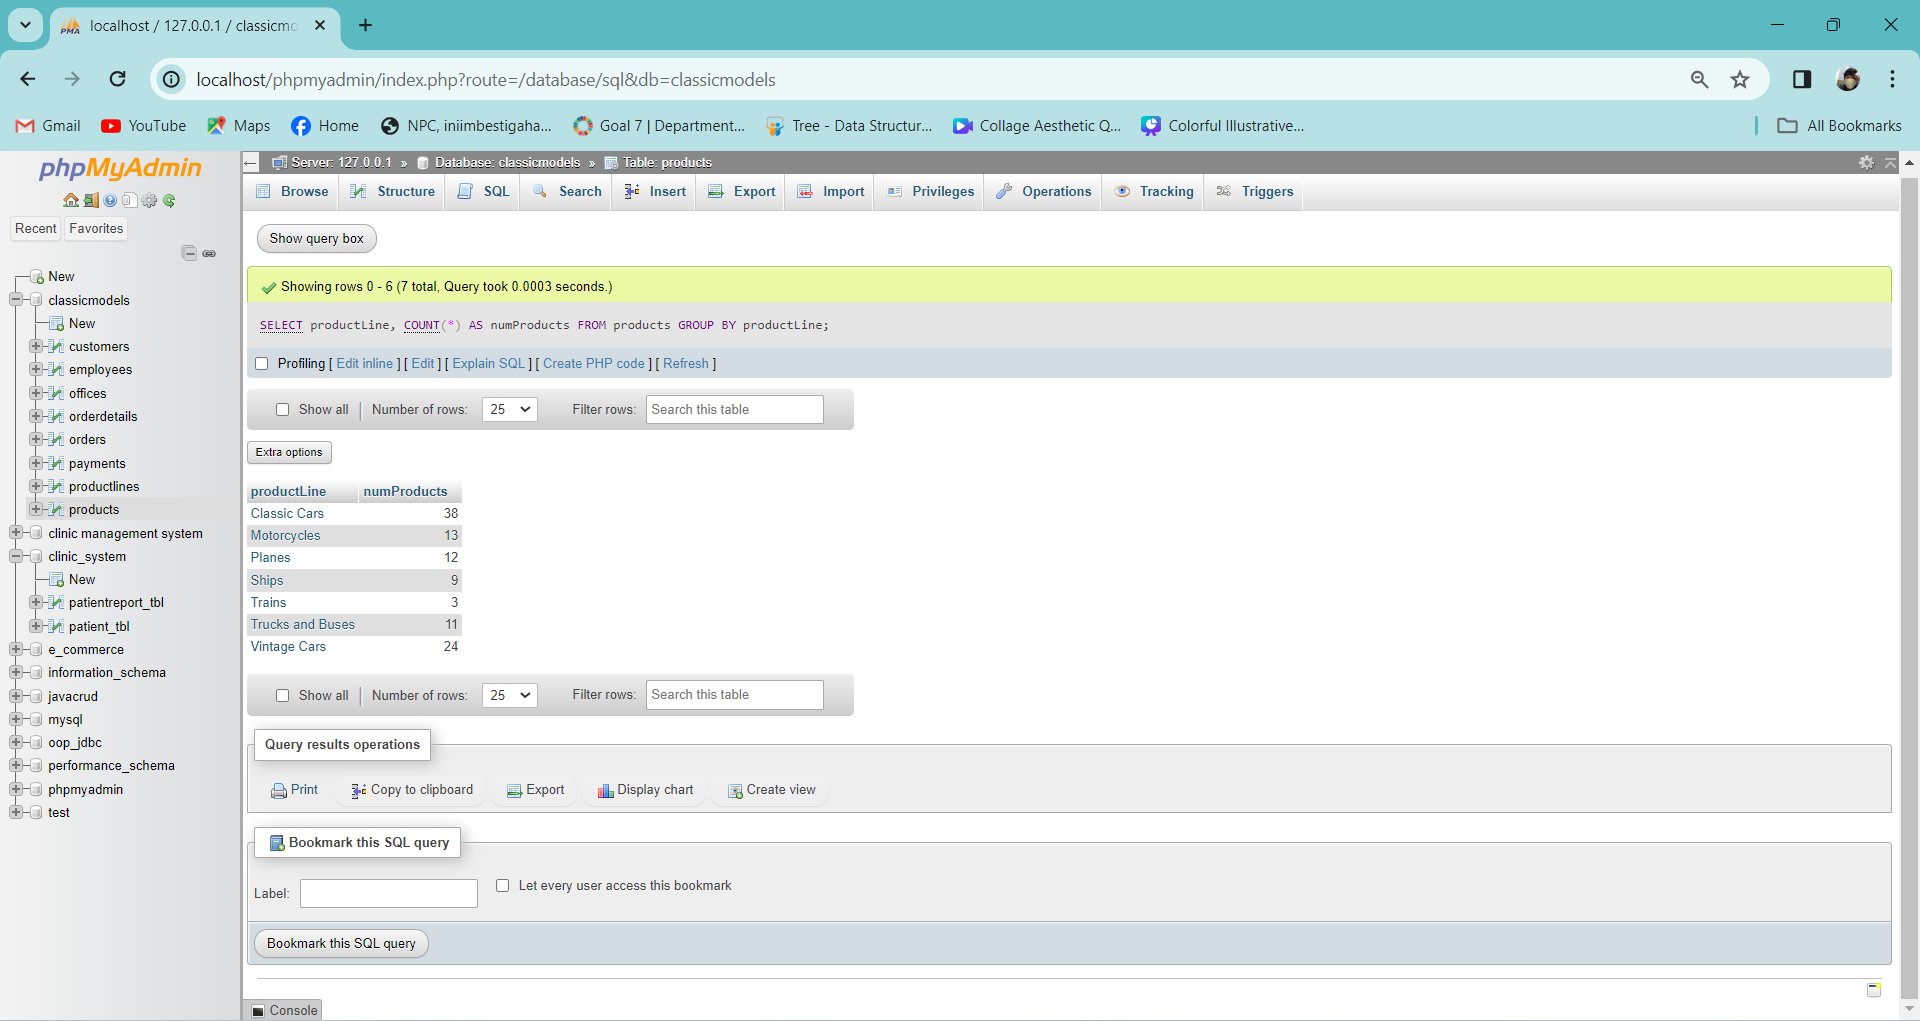 localhost / 127.0.0.1 / classicmo
localhost/phpmyadmin/index.php?route=/database/sql&db=classicmodels
Gmail YouTube Maps Home NPC, iniimbestigaha... Goal 7 | Department... Tree - Data Structur... Collage Aesthetic Q... Colorful Illustrative... All Bookmarks
phpMyAdmin
Recent Favorites
New
classicmodels
New
customers
employees
offices
orderdetails
orders
payments
productlines
products
clinic management system
clinic_system
New
patientreport_tbl
patient_tbl
e_commerce
information_schema
javacrud
mysql
oop_jdbc
performance_schema
phpmyadmin
test
Server: 127.0.0.1 » Database: classicmodels » Table: products
Browse Structure SQL Search Insert Export Import Privileges Operations Tracking Triggers
Show query box
Showing rows 0 - 6 (7 total, Query took 0.0003 seconds.)
SELECT productLine, COUNT(*) AS numProducts FROM products GROUP BY productLine;
Profiling [ Edit inline ] [ Edit ] [ Explain SQL ] [ Create PHP code ] [ Refresh ]
Show all Number of rows: 25 Filter rows: Search this table
Extra options
productLine numProducts
Classic Cars 38
Motorcycles 13
Planes 12
Ships 9
Trains 3
Trucks and Buses 11
Vintage Cars 24
Show all Number of rows: 25 Filter rows: Search this table
Query results operations
Print Copy to clipboard Export Display chart Create view
Bookmark this SQL query
Label: Let every user access this bookmark
Bookmark this SQL query
Console